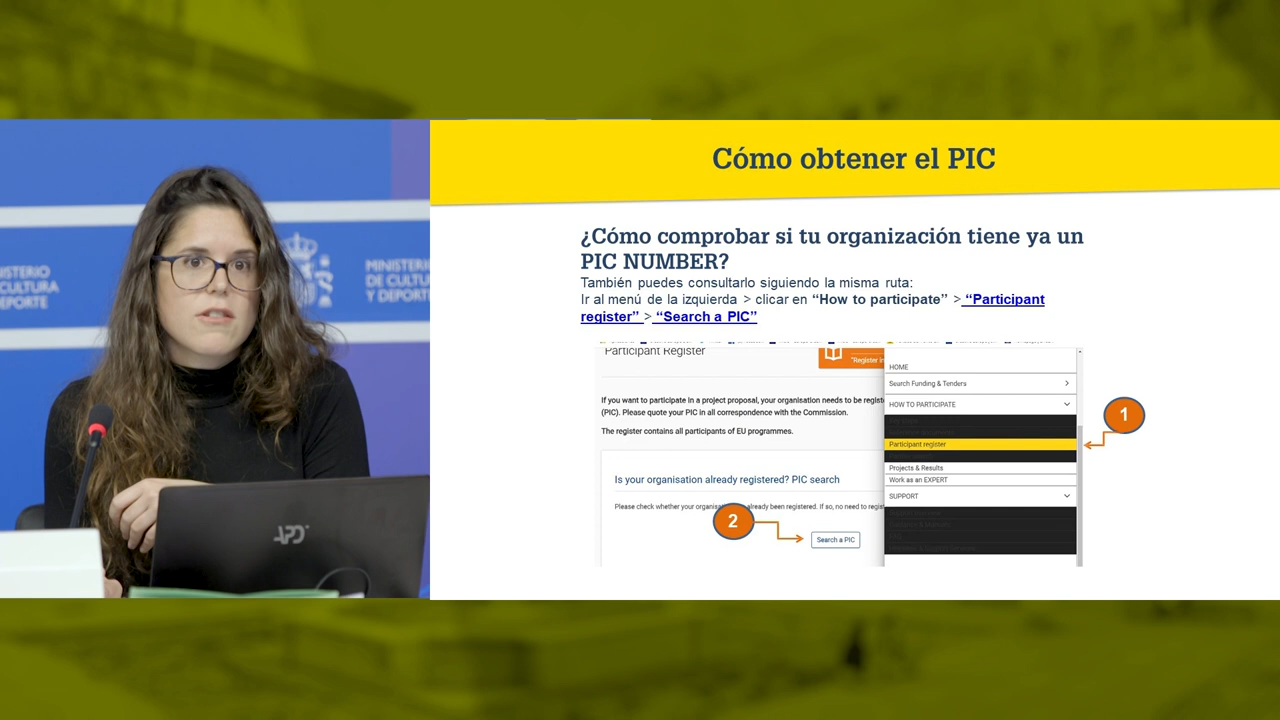 Cómo obtener el PIC
¿Cómo comprobar si tu organización tiene ya un
PIC NUMBER?
También puedes consultarlo siguiendo la misma ruta:
Ir al menú de la izquierda > clicar en “How to participate” > “Participant
register” > “Search a PIC”
Participant Register
"Register in
If you want to participate in a project proposal, your organisation needs to be registe
(PIC). Please quote your PIC in all correspondence with the Commission.
The register contains all participants of EU programmes.
Is your organisation already registered? PIC search
Please check whether your organisat
already been registered. If so, no need to regist
Search a PIC
HOME
Search Funding & Tenders
HOW TO PARTICIPATE
Participant register
Projects & Results
Work as an EXPERT
SUPPORT
1
2
NISTERIO
CULTURA
DEPORTE
MINISTERI
DE CULTURA
Y DEPORTE
APD